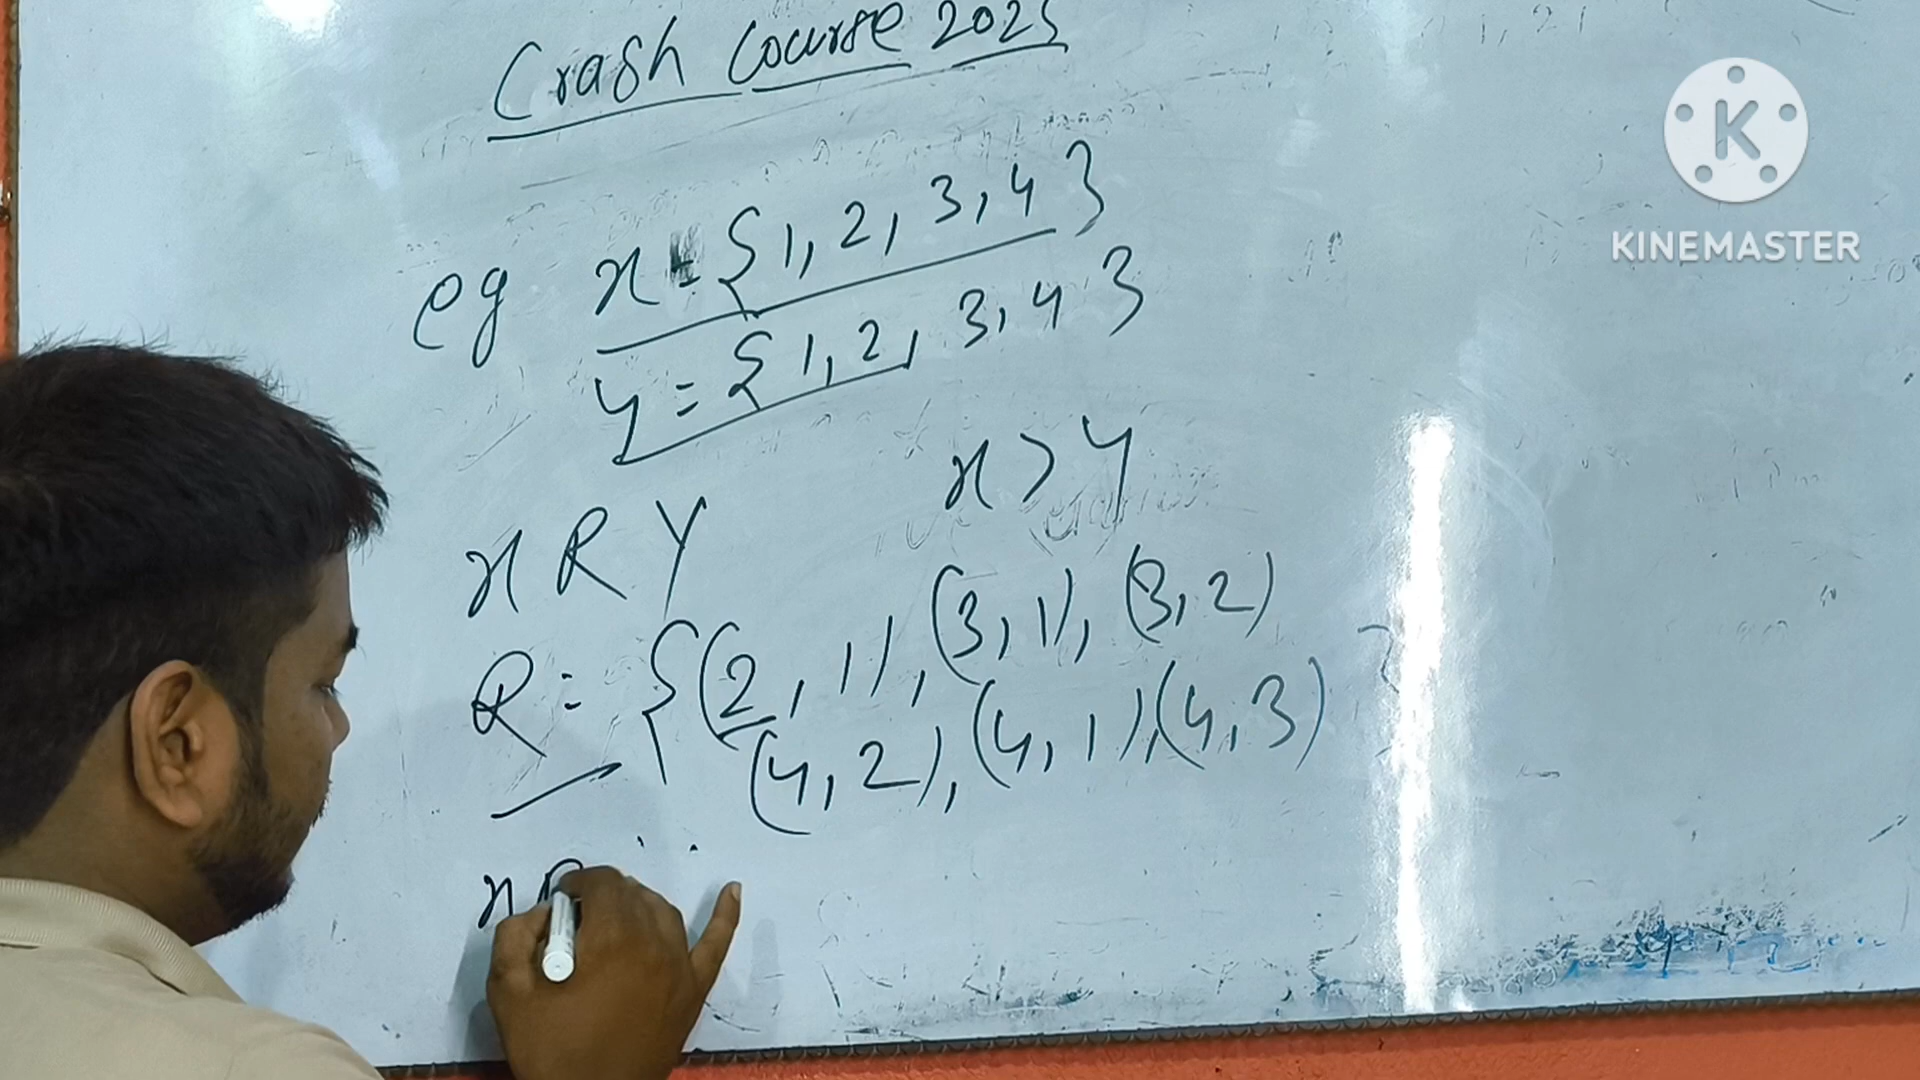 Crash Course 2025
K
KINEMASTER
eg x = {1, 2, 3, 4}
y = {1, 2, 3, 4}
x > y
x R y
R = {(2, 1), (3, 1), (3, 2)
(4, 2), (4, 1), (4, 3) }
x R